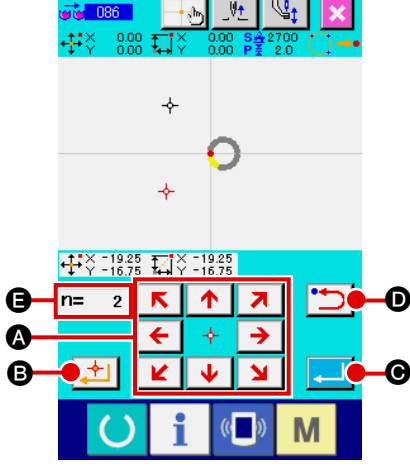 086
X 0.00 X 0.00 S 2700
Y 0.00 Y 0.00 P 2.0
X -19.25 X -19.25
Y -16.75 Y -16.75
E n= 2 D
A
B C
i M